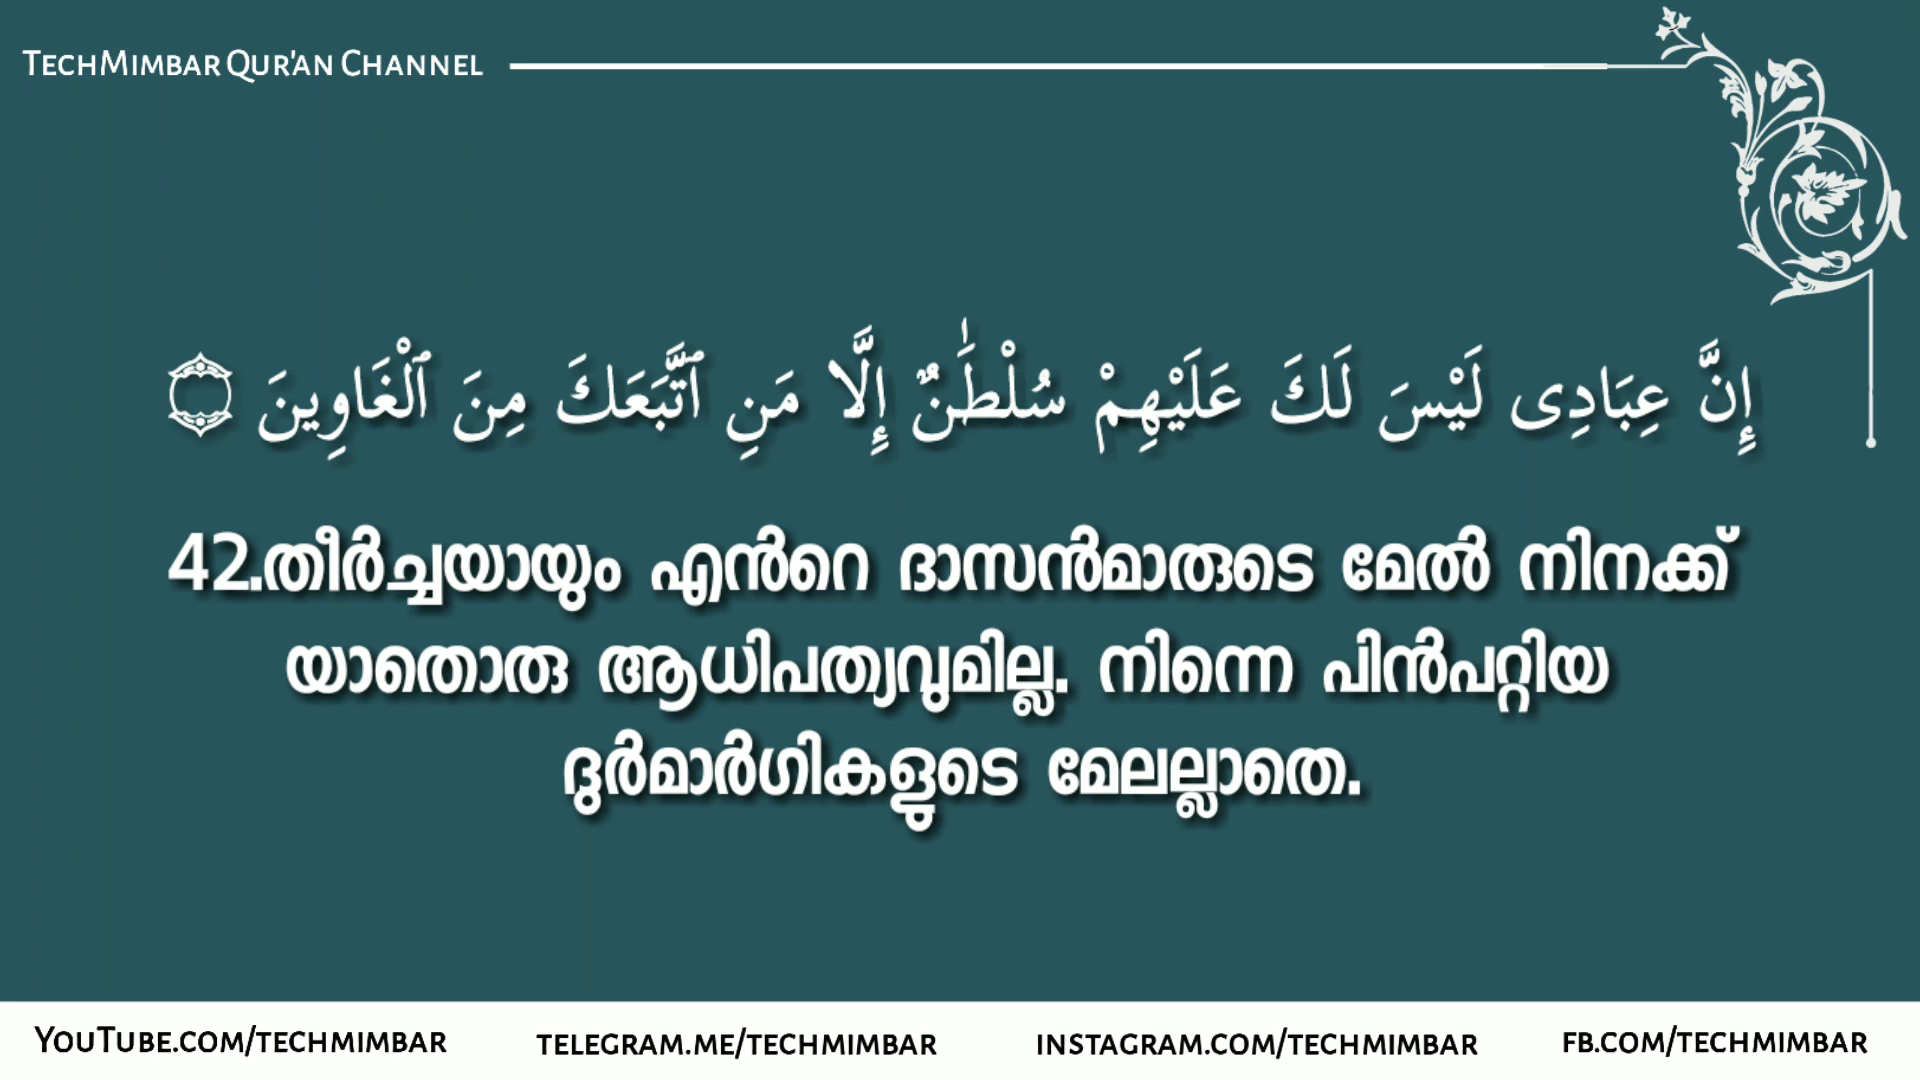 TechMimbar Qur'an Channel
إِنَّ عِبَادِى لَيْسَ لَكَ عَلَيْهِمْ سُلْطَٰنٌ إِلَّا مَنِ ٱتَّبَعَكَ مِنَ ٱلْغَاوِينَ ۝
42.തീർച്ചയായും എൻറെ ദാസൻമാരുടെ മേൽ നിനക്ക്
യാതൊരു ആധിപത്യവുമില്ല. നിന്നെ പിൻപറ്റിയ
ദുർമാർഗികളുടെ മേലല്ലാതെ.
YouTube.com/techmimbar telegram.me/techmimbar instagram.com/techmimbar fb.com/techmimbar